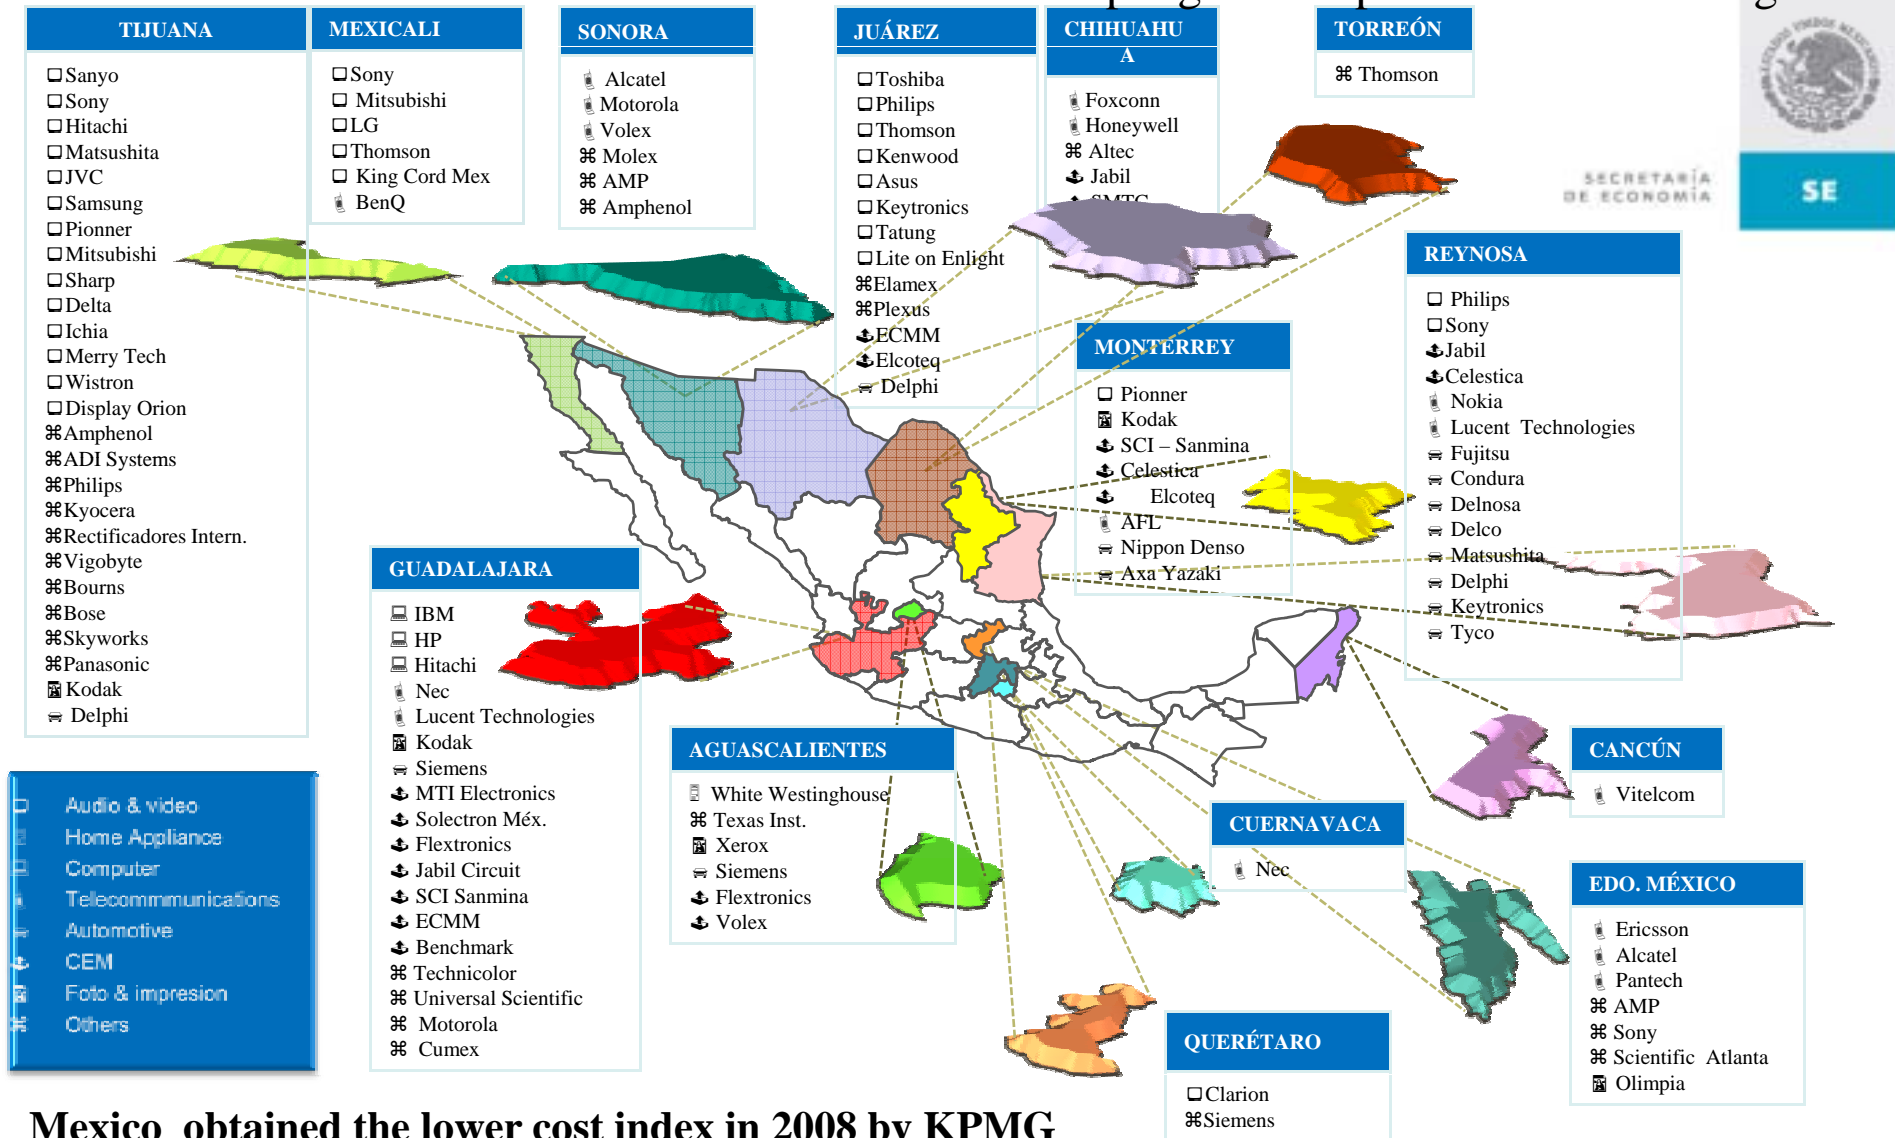 TIJUANA
Sanyo
Sony
Hitachi
Matsushita
JVC
Samsung
Pionner
Mitsubishi
Sharp
Delta
Ichia
Merry Tech
Wistron
Display Orion
⌘Amphenol
⌘ADI Systems
⌘Philips
⌘Kyocera
⌘Rectificadores Intern.
⌘Vigobyte
⌘Bourns
⌘Bose
⌘Skyworks
⌘Panasonic
Kodak
Delphi
MEXICALI
Sony
Mitsubishi
LG
Thomson
King Cord Mex
BenQ
SONORA
Alcatel
Motorola
Volex
⌘ Molex
⌘ AMP
⌘ Amphenol
JUÁREZ
Toshiba
Philips
Thomson
Kenwood
Asus
Keytronics
Tatung
Lite on Enlight
⌘Elamex
⌘Plexus
ECMM
Elcoteq
Delphi
CHIHUAHU
A
Foxconn
Honeywell
⌘ Altec
Jabil
SMTC
TORREÓN
⌘ Thomson
SECRETARÍA
DE ECONOMÍA
SE
ESTADOS UNIDOS MEXICANOS
REYNOSA
Philips
Sony
Jabil
Celestica
Nokia
Lucent Technologies
Fujitsu
Condura
Delnosa
Delco
Matsushita
Delphi
Keytronics
Tyco
MONTERREY
Pionner
Kodak
SCI – Sanmina
Celestica
Elcoteq
AFL
Nippon Denso
Axa Yazaki
GUADALAJARA
IBM
HP
Hitachi
Nec
Lucent Technologies
Kodak
Siemens
MTI Electronics
Solectron Méx.
Flextronics
Jabil Circuit
SCI Sanmina
ECMM
Benchmark
⌘ Technicolor
⌘ Universal Scientific
⌘ Motorola
⌘ Cumex
AGUASCALIENTES
White Westinghouse
⌘ Texas Inst.
Xerox
Siemens
Flextronics
Volex
CANCÚN
Vitelcom
CUERNAVACA
Nec
EDO. MÉXICO
Ericsson
Alcatel
Pantech
⌘ AMP
⌘ Sony
⌘ Scientific Atlanta
Olimpia
QUERÉTARO
Clarion
⌘Siemens
Audio & video
Home Appliance
Computer
Telecommmunications
Automotive
CEM
Foto & impresion
Others
Mexico obtained the lower cost index in 2008 by KPMG